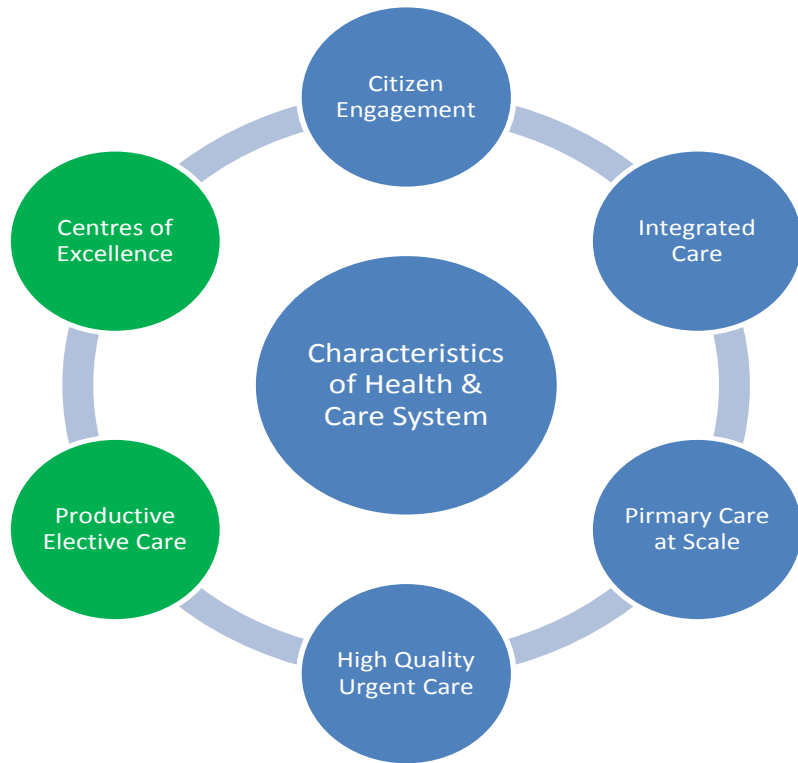 Citizen
Engagement
Integrated
Care
Pirmary Care
at Scale
High Quality
Urgent Care
Productive
Elective Care
Centres of
Excellence
Characteristics
of Health &
Care System